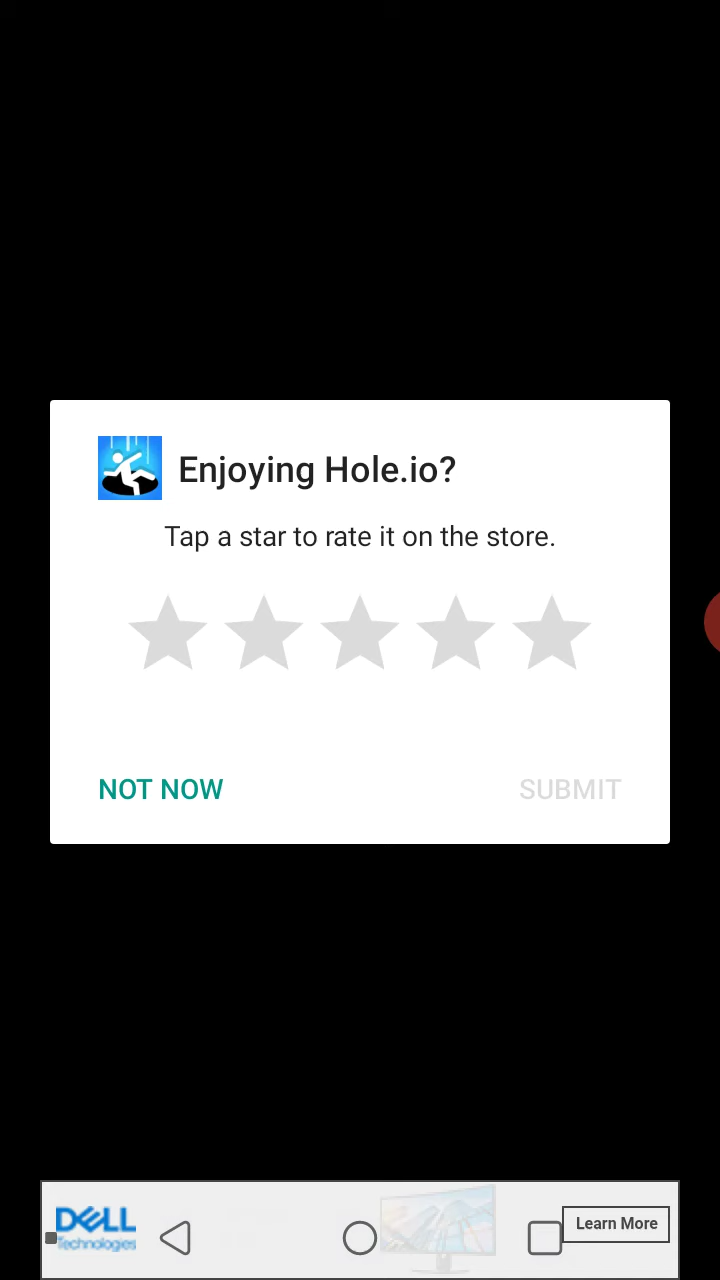 Enjoying Hole.io?
Tap a star to rate it on the store.
NOT NOW
SUBMIT
DELL
Technologies
Learn More